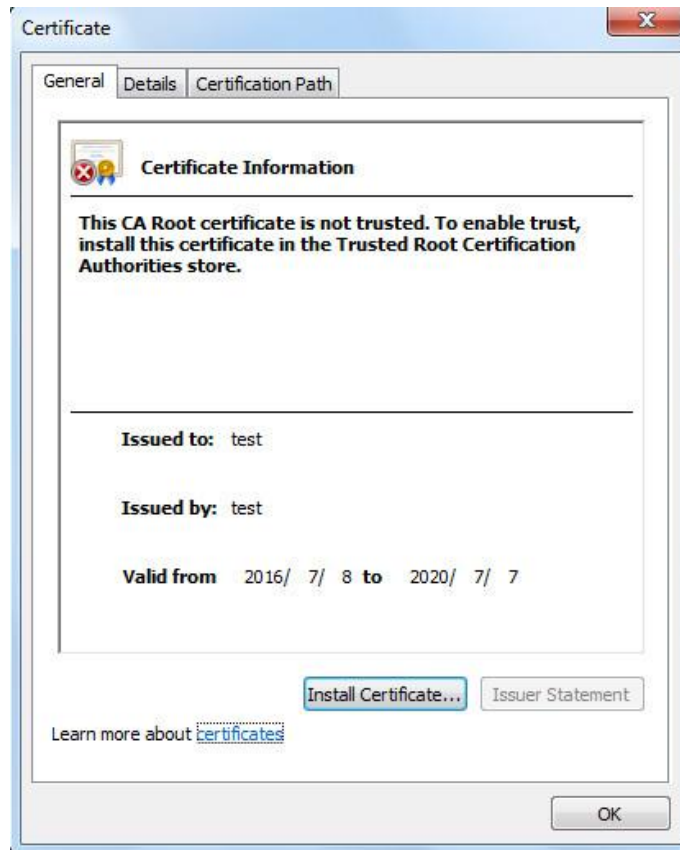 Certificate
General Details Certification Path
Certificate Information
This CA Root certificate is not trusted. To enable trust,
install this certificate in the Trusted Root Certification
Authorities store.
Issued to: test
Issued by: test
Valid from 2016/ 7/ 8 to 2020/ 7/ 7
Install Certificate... Issuer Statement
Learn more about certificates
OK